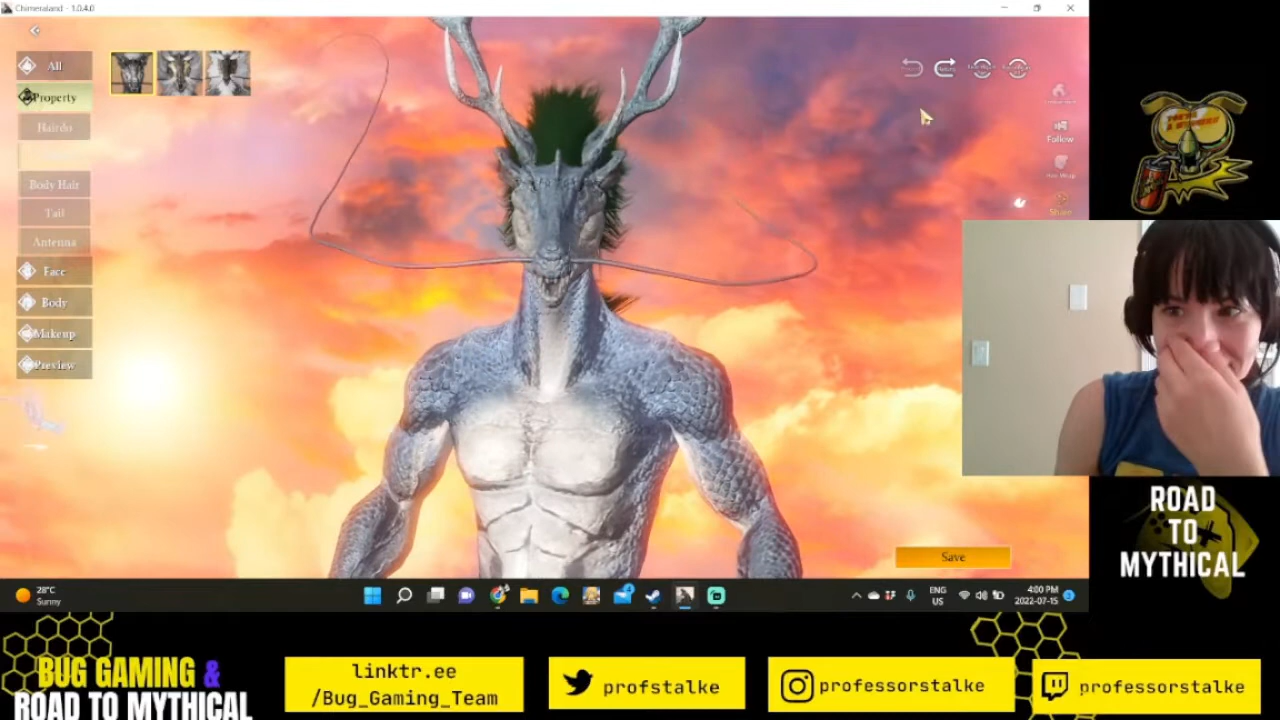 Chimeraland - 1.0.4.0
All
Property
Hairdo
Body Hair
Tail
Antenna
Face
Body
Makeup
Preview
Follow
Share
Save
28°C
Sunny
ENG
US
4:00 PM
2022-07-15
ROAD
TO
MYTHICAL
BUG GAMING &
ROAD TO MYTHICAL
linktr.ee
/Bug_Gaming_Team
profstalke
professorstalke
professorstalke